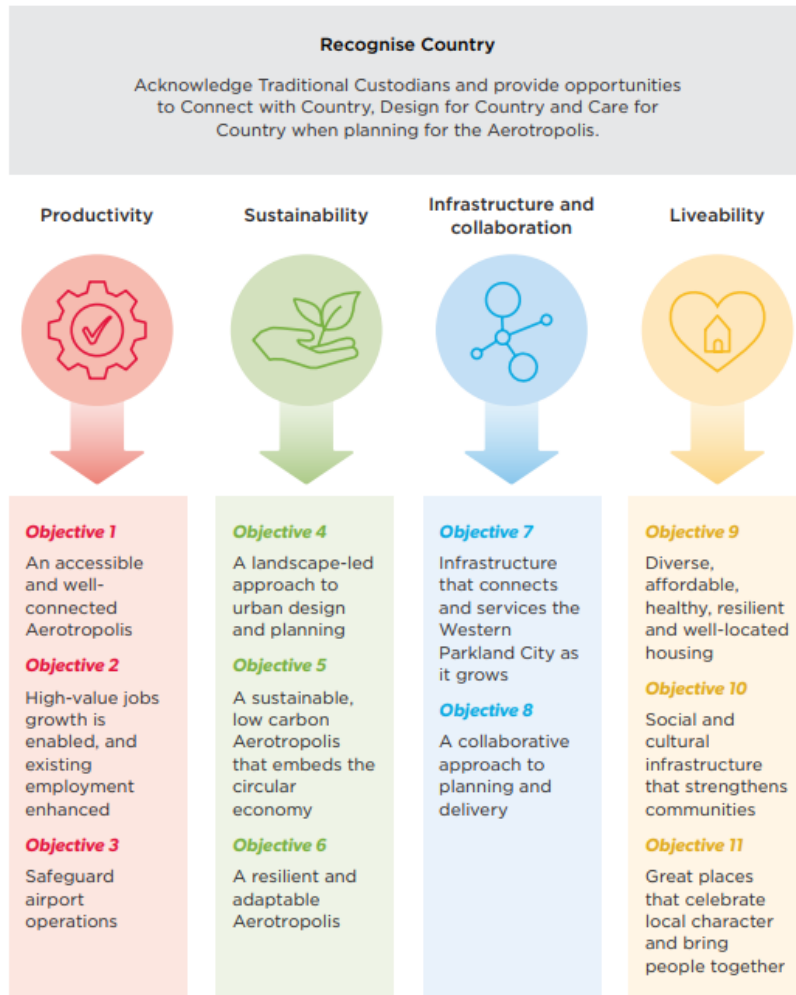 Recognise Country
Acknowledge Traditional Custodians and provide opportunities
to Connect with Country, Design for Country and Care for
Country when planning for the Aerotropolis.
Productivity
Sustainability
Infrastructure and
collaboration
Liveability
Objective 1
An accessible
and well-
connected
Aerotropolis
Objective 2
High-value jobs
growth is
enabled, and
existing
employment
enhanced
Objective 3
Safeguard
airport
operations
Objective 4
A landscape-led
approach to
urban design
and planning
Objective 5
A sustainable,
low carbon
Aerotropolis
that embeds the
circular
economy
Objective 6
A resilient and
adaptable
Aerotropolis
Objective 7
Infrastructure
that connects
and services the
Western
Parkland City as
it grows
Objective 8
A collaborative
approach to
planning and
delivery
Objective 9
Diverse,
affordable,
healthy, resilient
and well-located
housing
Objective 10
Social and
cultural
infrastructure
that strengthens
communities
Objective 11
Great places
that celebrate
local character
and bring
people together